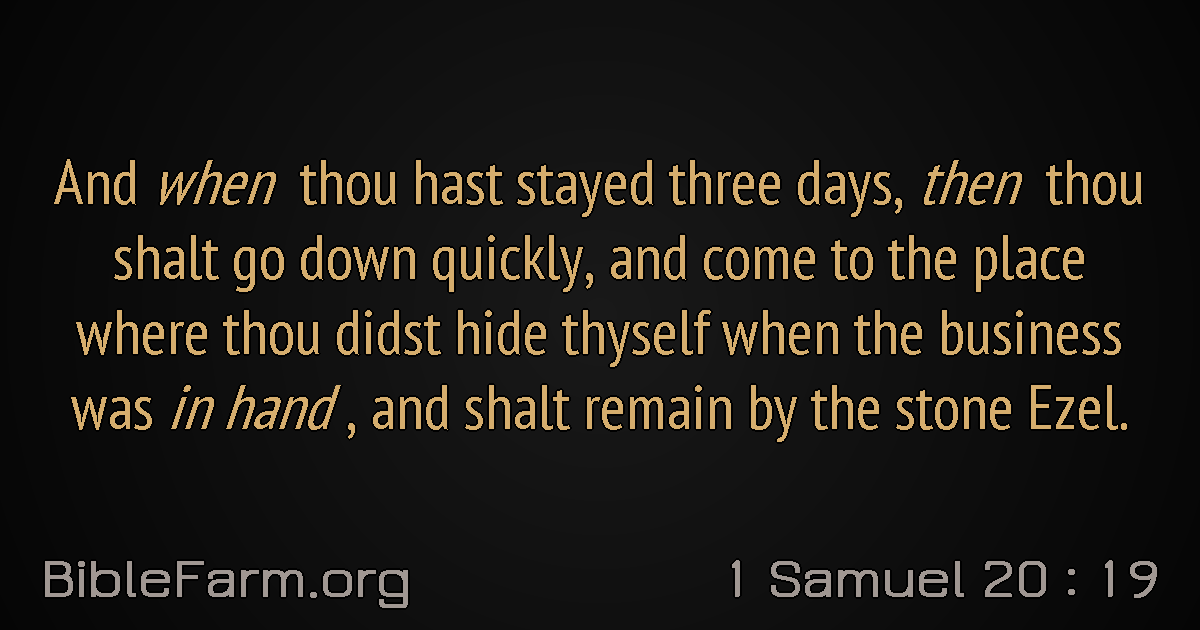 And when thou hast stayed three days, then thou
shalt go down quickly, and come to the place
where thou didst hide thyself when the business
was in hand , and shalt remain by the stone Ezel.
BibleFarm.org
1 Samuel 20 : 19